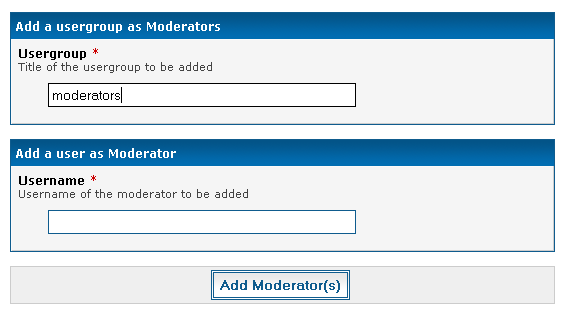 Add a usergroup as Moderators
Usergroup *
Title of the usergroup to be added
moderators
Add a user as Moderator
Username *
Username of the moderator to be added
Add Moderator(s)